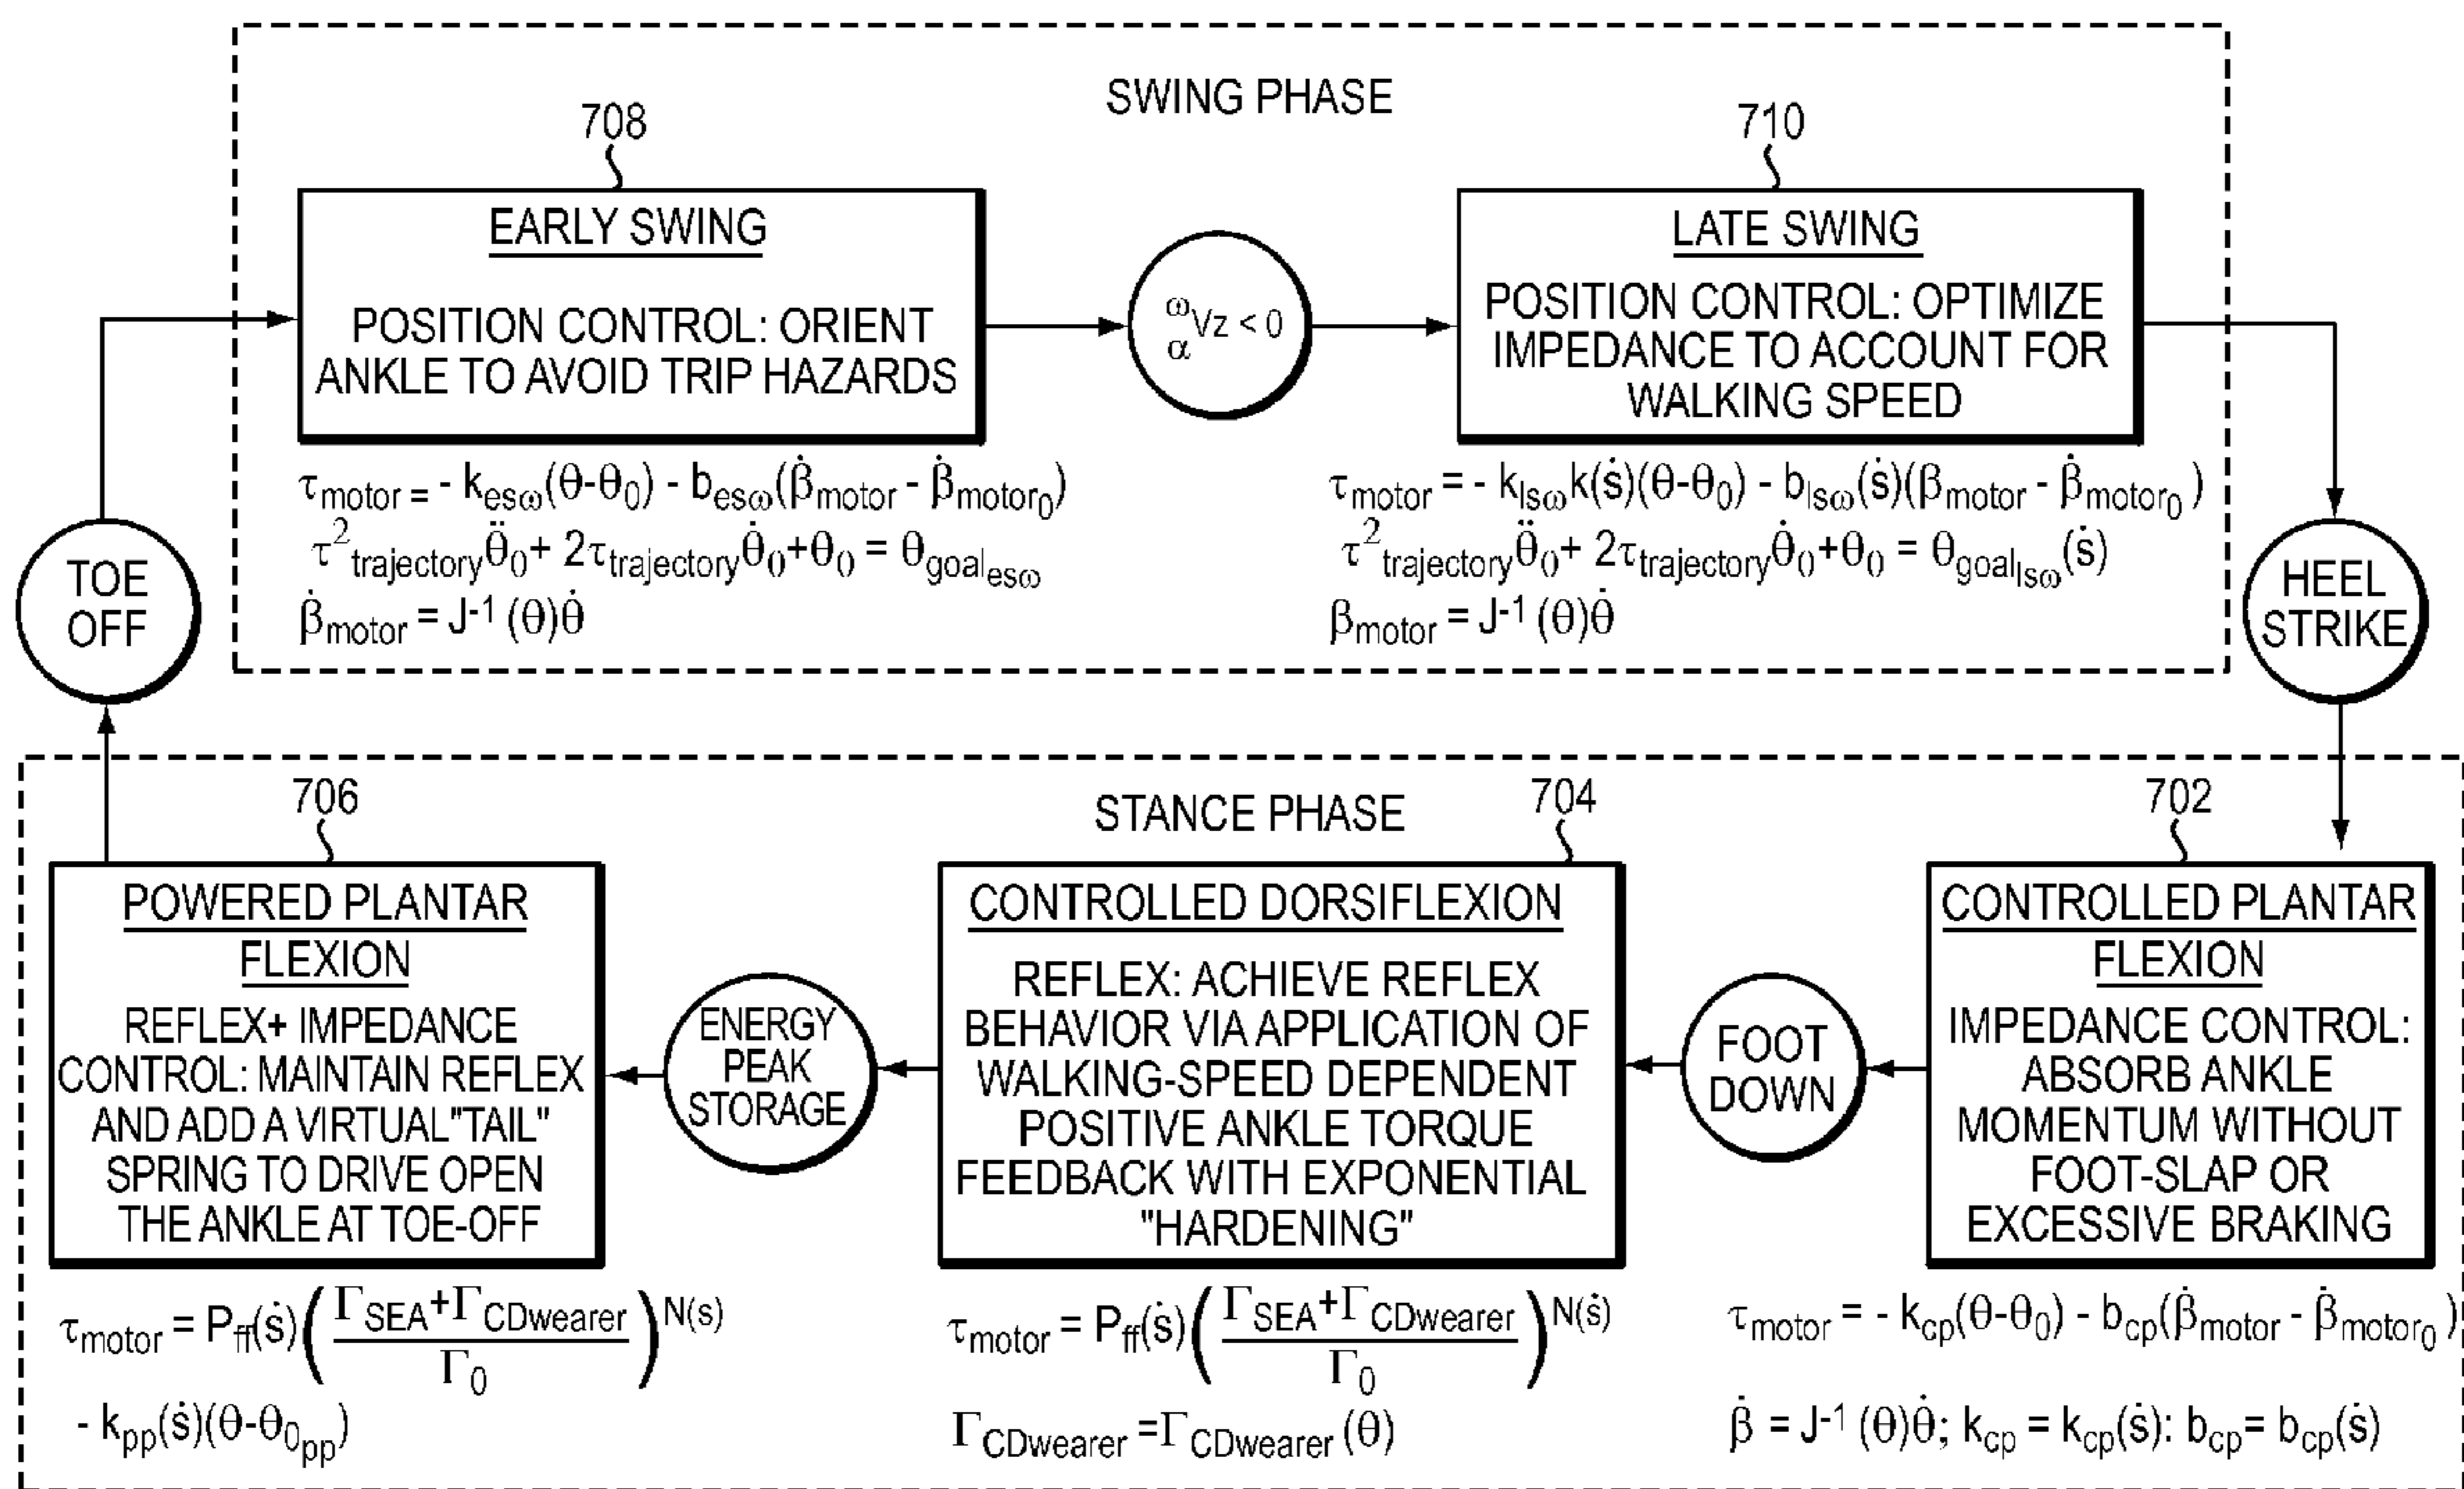 SWING PHASE
708
EARLY SWING
POSITION CONTROL: ORIENT
ANKLE TO AVOID TRIP HAZARDS
τmotor = - kesω(θ-θ0) - besω(β̇motor - β̇motor0)
τ²trajectoryθ̈0+ 2τtrajectoryθ̇0+θ0 = θgoalesω
β̇motor = J-1 (θ)θ̇
ω
α Vz < 0
710
LATE SWING
POSITION CONTROL: OPTIMIZE
IMPEDANCE TO ACCOUNT FOR
WALKING SPEED
τmotor = - klsωk(ṡ)(θ-θ0) - blsω(ṡ)(βmotor - β̇motor0)
τ²trajectoryθ̈0+ 2τtrajectoryθ̇0+θ0 = θgoallsω(ṡ)
βmotor = J-1 (θ)θ̇
TOE
OFF
HEEL
STRIKE
STANCE PHASE
706
POWERED PLANTAR
FLEXION
REFLEX+ IMPEDANCE
CONTROL: MAINTAIN REFLEX
AND ADD A VIRTUAL "TAIL"
SPRING TO DRIVE OPEN
THE ANKLE AT TOE-OFF
τmotor = Pff(ṡ)(ΓSEA+ΓCDwearer / Γ0)N(s)
- kpp(ṡ)(θ-θ0pp)
ENERGY
PEAK
STORAGE
704
CONTROLLED DORSIFLEXION
REFLEX: ACHIEVE REFLEX
BEHAVIOR VIA APPLICATION OF
WALKING-SPEED DEPENDENT
POSITIVE ANKLE TORQUE
FEEDBACK WITH EXPONENTIAL
"HARDENING"
τmotor = Pff(ṡ)(ΓSEA+ΓCDwearer / Γ0)N(ṡ)
ΓCDwearer =ΓCDwearer (θ)
FOOT
DOWN
702
CONTROLLED PLANTAR
FLEXION
IMPEDANCE CONTROL:
ABSORB ANKLE
MOMENTUM WITHOUT
FOOT-SLAP OR
EXCESSIVE BRAKING
τmotor = - kcp(θ-θ0) - bcp(β̇motor - β̇motor0)
β̇ = J-1 (θ)θ̇; kcp = kcp(ṡ): bcp= bcp(ṡ)